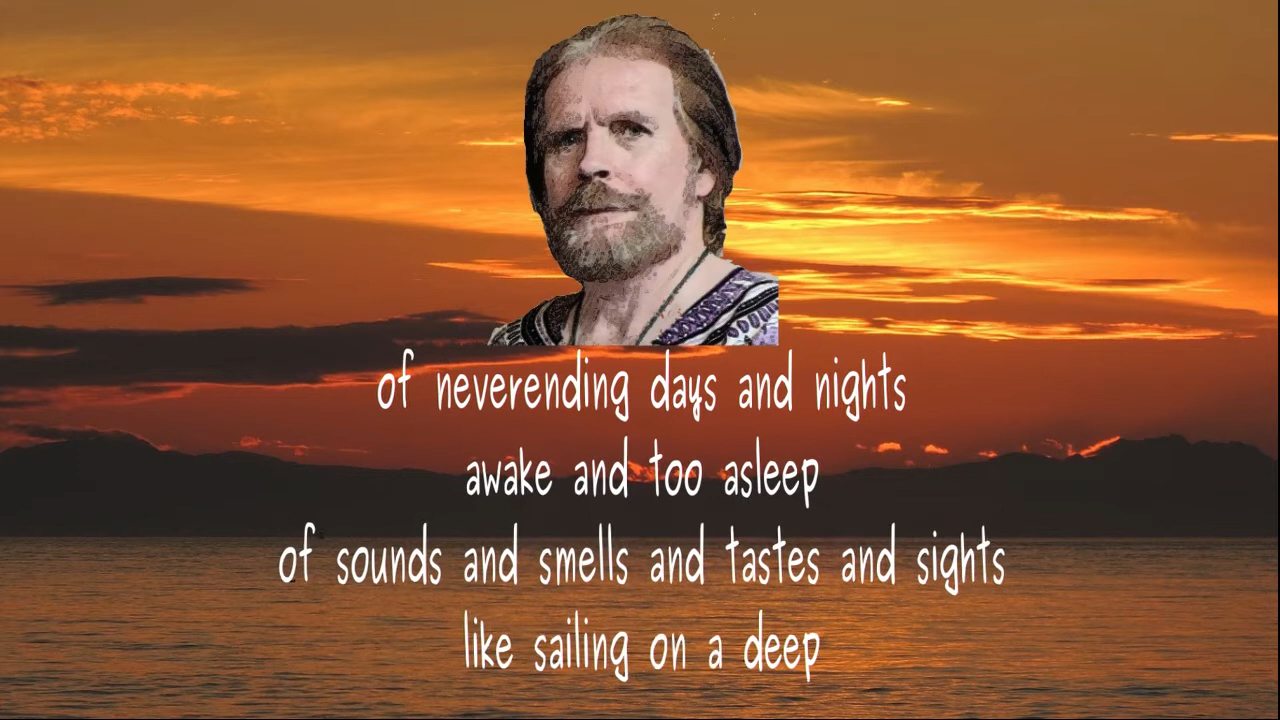 of neverending days and nights
awake and too asleep
of sounds and smells and tastes and sights
like sailing on a deep